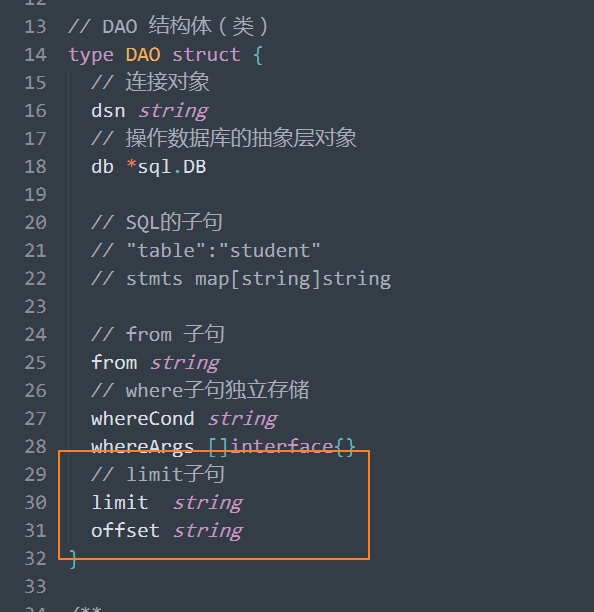 12
13 // DAO 结构体（类）
14 type DAO struct {
15 // 连接对象
16 dsn string
17 // 操作数据库的抽象层对象
18 db *sql.DB
19
20 // SQL的子句
21 // "table":"student"
22 // stmts map[string]string
23
24 // from 子句
25 from string
26 // where子句独立存储
27 whereCond string
28 whereArgs []interface{}
29 // limit子句
30 limit  string
31 offset string
32 }
33
34 /**